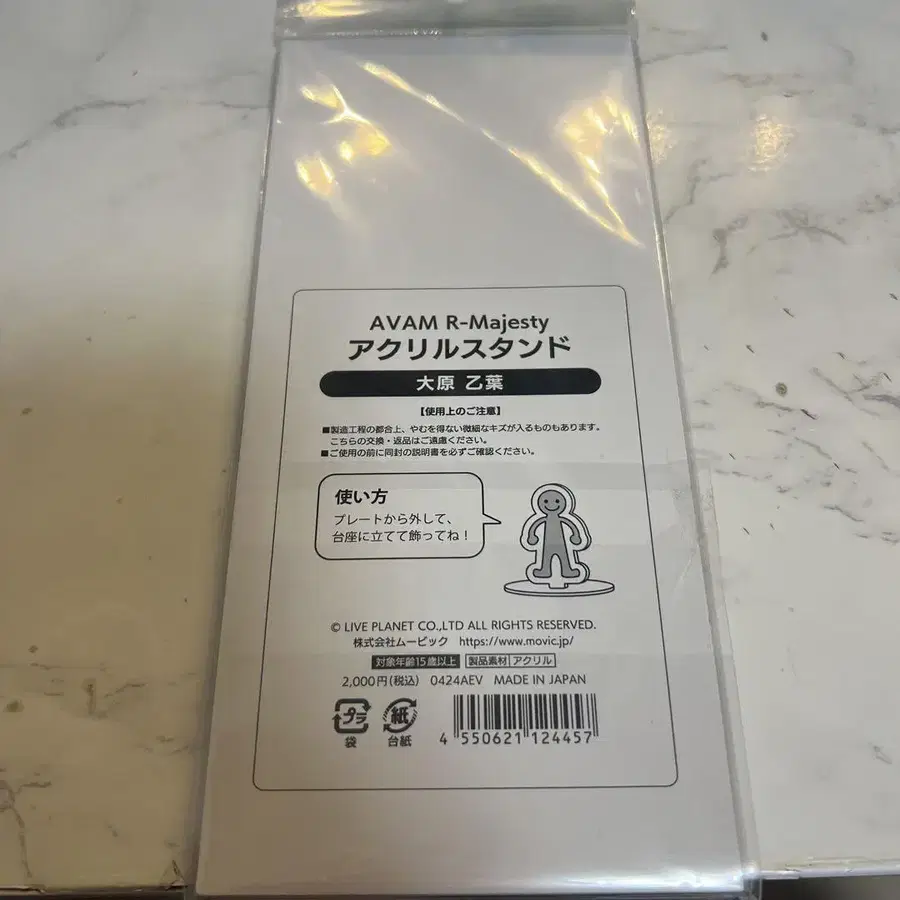 AVAM R-Majesty
アクリルスタンド
大原 乙葉
【使用上のご注意】
■製造工程の都合上、やむを得ない微細なキズが入るものもあります。
こちらの交換・返品はご遠慮ください。
■ご使用の前に同封の説明書を必ずご確認ください。
使い方
プレートから外して、
台座に立てて飾ってね！
© LIVE PLANET CO.,LTD ALL RIGHTS RESERVED.
株式会社ムービック https://www.movic.jp/
対象年齢15歳以上 製品素材 アクリル
2,000円(税込) 0424AEV MADE IN JAPAN
プラ 紙
袋 台紙
4 550621 124457